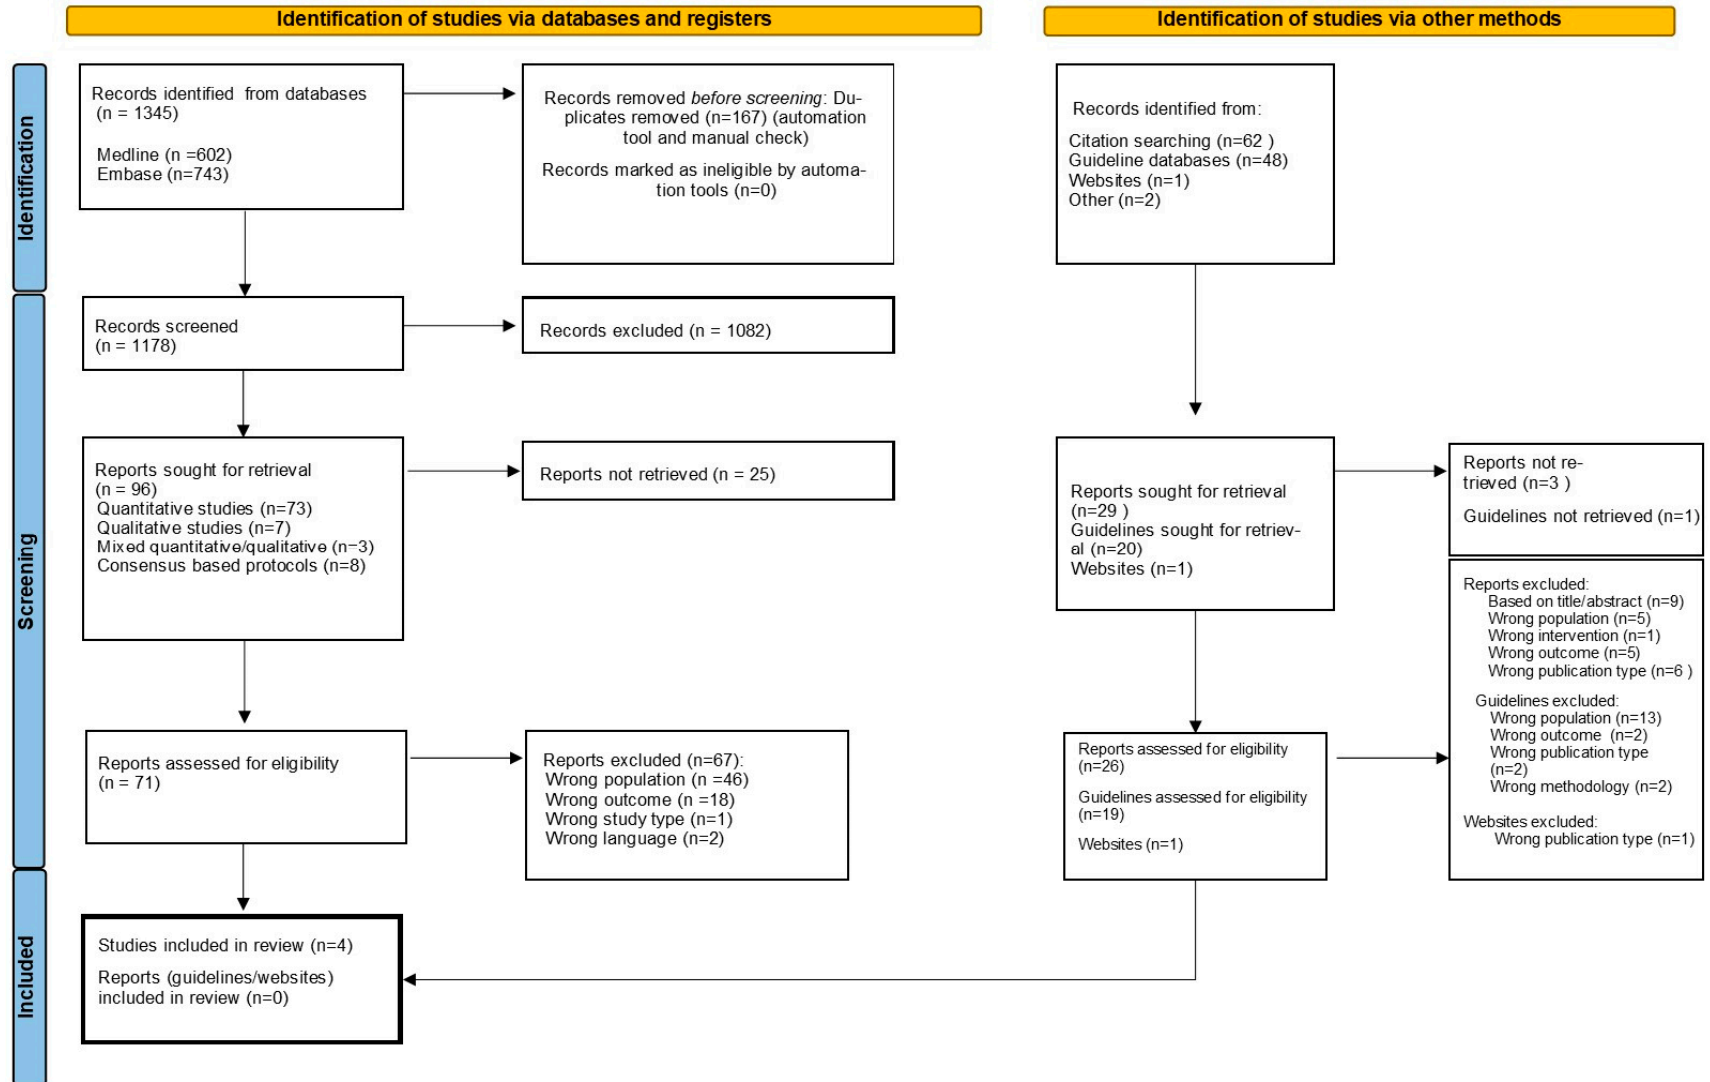 Identification of studies via databases and registers
Identification of studies via other methods
Identification
Records identified from databases
(n = 1345)
Medline (n =602)
Embase (n=743)
Records removed before screening: Du-
plicates removed (n=167) (automation
tool and manual check)
Records marked as ineligible by automa-
tion tools (n=0)
Records identified from:
Citation searching (n=62 )
Guideline databases (n=48)
Websites (n=1)
Other (n=2)
Screening
Records screened
(n = 1178)
Records excluded (n = 1082)
Reports sought for retrieval
(n = 96)
Quantitative studies (n=73)
Qualitative studies (n=7)
Mixed quantitative/qualitative (n=3)
Consensus based protocols (n=8)
Reports not retrieved (n = 25)
Reports sought for retrieval
(n=29 )
Guidelines sought for retriev-
al (n=20)
Websites (n=1)
Reports not re-
trieved (n=3 )
Guidelines not retrieved (n=1)
Reports assessed for eligibility
(n = 71)
Reports excluded (n=67):
Wrong population (n =46)
Wrong outcome (n =18)
Wrong study type (n=1)
Wrong language (n=2)
Reports assessed for eligibility
(n=26)
Guidelines assessed for eligibility
(n=19)
Websites (n=1)
Reports excluded:
Based on title/abstract (n=9)
Wrong population (n=5)
Wrong intervention (n=1)
Wrong outcome (n=5)
Wrong publication type (n=6 )
Guidelines excluded:
Wrong population (n=13)
Wrong outcome (n=2)
Wrong publication type
(n=2)
Wrong methodology (n=2)
Websites excluded:
Wrong publication type (n=1)
Included
Studies included in review (n=4)
Reports (guidelines/websites)
included in review (n=0)